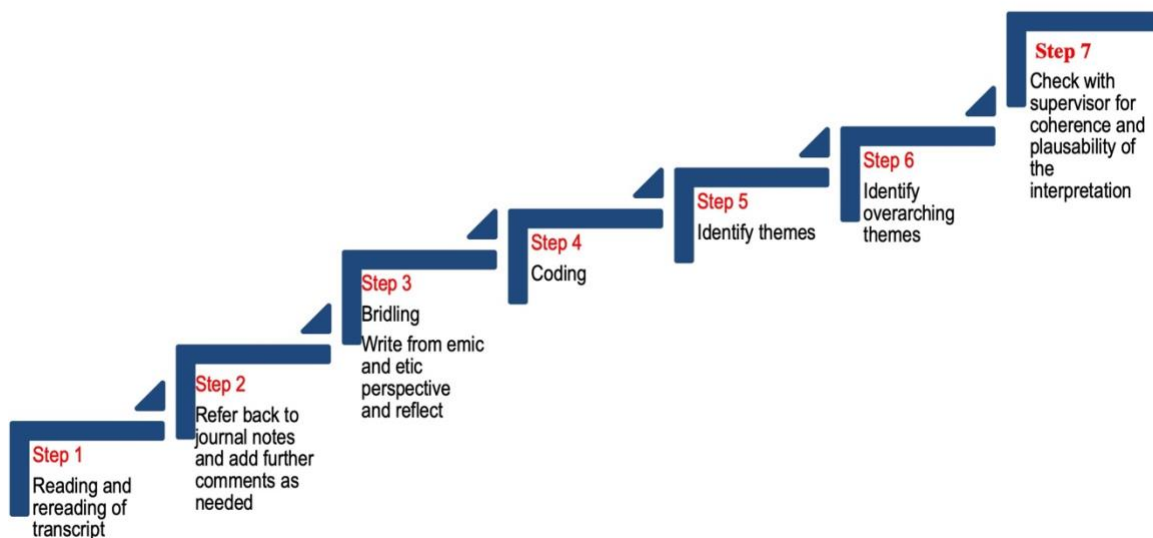 Step 1
Reading and
rereading of
transcript
Step 2
Refer back to
journal notes
and add further
comments as
needed
Step 3
Bridling
Write from emic
and etic
perspective
and reflect
Step 4
Coding
Step 5
Identify themes
Step 6
Identify
overarching
themes
Step 7
Check with
supervisor for
coherence and
plausability of
the
interpretation